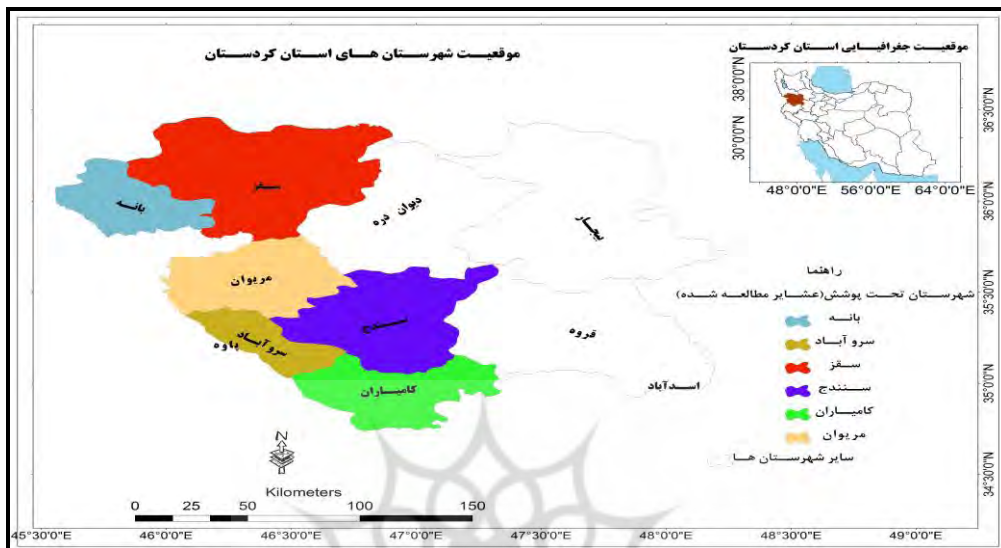 موقعیت شهرستان های استان کردستان
موقعیت جغرافیایی استان کردستان
38°0'0"N
30°0'0"N
48°0'0"E 56°0'0"E 64°0'0"E
36°30'0"N
36°0'0"N
35°30'0"N
35°0'0"N
34°30'0"N
سقز
بانه
دیوان دره
بیجار
مریوان
سنندج
سرو آباد
پاوه
قروه
کامیاران
اسدآباد
راهنما
شهرستان تحت پوشش(عشایر مطالعه شده)
بانه
سرو آباد
سقز
سنندج
کامیاران
مریوان
سایر شهرستان ها
N
Kilometers
0 25 50 100 150
45°30'0"E 46°0'0"E 46°30'0"E 47°0'0"E 47°30'0"E 48°0'0"E 48°30'0"E 49°0'0"E